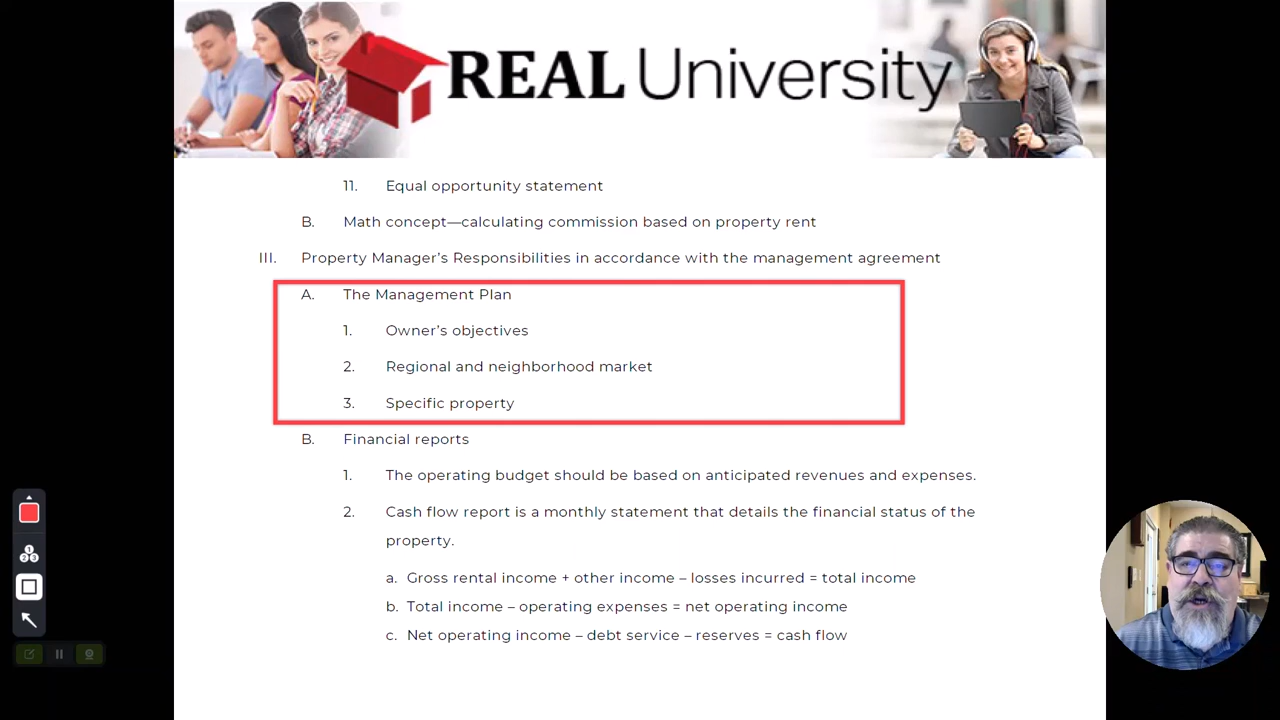 REAL University
11. Equal opportunity statement
B. Math concept—calculating commission based on property rent
III. Property Manager’s Responsibilities in accordance with the management agreement
A. The Management Plan
1. Owner’s objectives
2. Regional and neighborhood market
3. Specific property
B. Financial reports
1. The operating budget should be based on anticipated revenues and expenses.
2. Cash flow report is a monthly statement that details the financial status of the
property.
a. Gross rental income + other income – losses incurred = total income
b. Total income – operating expenses = net operating income
c. Net operating income – debt service – reserves = cash flow